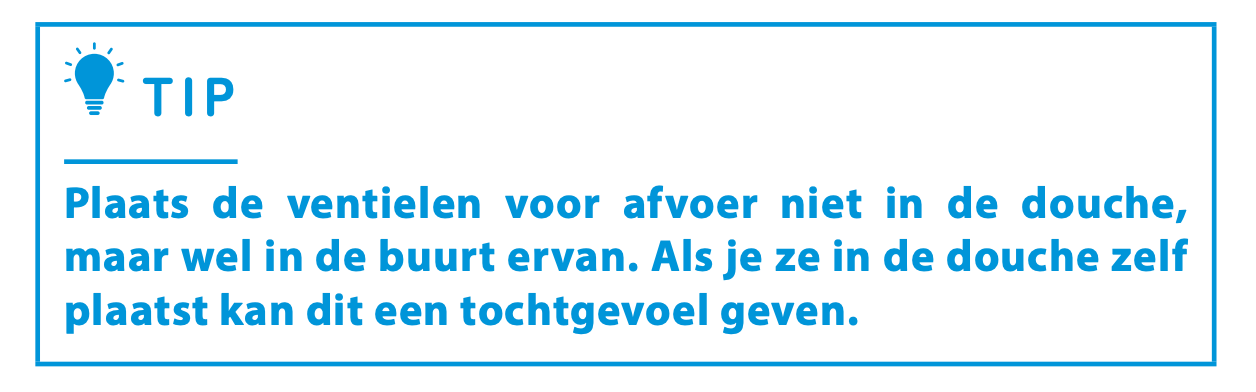 TIP
Plaats de ventielen voor afvoer niet in de douche,
maar wel in de buurt ervan. Als je ze in de douche zelf
plaatst kan dit een tochtgevoel geven.